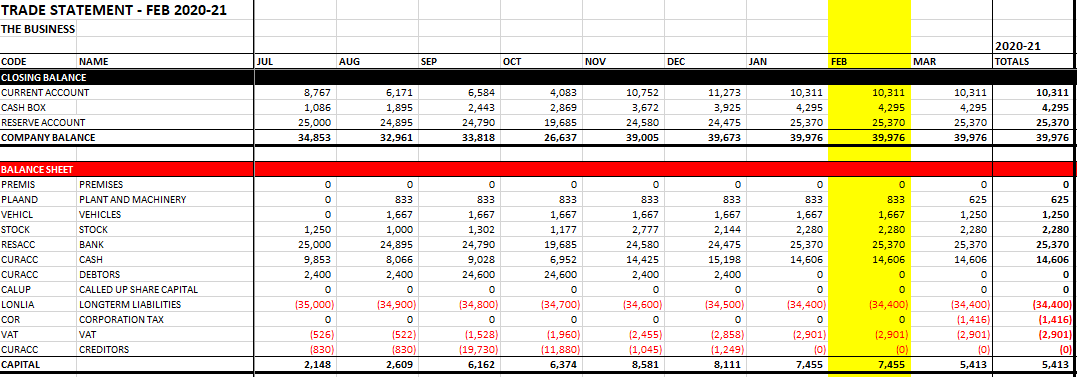 TRADE STATEMENT - FEB 2020-21
THE BUSINESS
2020-21
CODE NAME JUL AUG SEP OCT NOV DEC JAN FEB MAR TOTALS
CLOSING BALANCE
CURRENT ACCOUNT 8,767 6,171 6,584 4,083 10,752 11,273 10,311 10,311 10,311 10,311
CASH BOX 1,086 1,895 2,443 2,869 3,672 3,925 4,295 4,295 4,295 4,295
RESERVE ACCOUNT 25,000 24,895 24,790 19,685 24,580 24,475 25,370 25,370 25,370 25,370
COMPANY BALANCE 34,853 32,961 33,818 26,637 39,005 39,673 39,976 39,976 39,976 39,976
BALANCE SHEET
PREMIS PREMISES 0 0 0 0 0 0 0 0 0 0
PLAAND PLANT AND MACHINERY 0 833 833 833 833 833 833 833 625 625
VEHICL VEHICLES 0 1,667 1,667 1,667 1,667 1,667 1,667 1,667 1,250 1,250
STOCK STOCK 1,250 1,000 1,302 1,177 2,777 2,144 2,280 2,280 2,280 2,280
RESACC BANK 25,000 24,895 24,790 19,685 24,580 24,475 25,370 25,370 25,370 25,370
CURACC CASH 9,853 8,066 9,028 6,952 14,425 15,198 14,606 14,606 14,606 14,606
CURACC DEBTORS 2,400 2,400 24,600 24,600 2,400 2,400 0 0 0 0
CALUP CALLED UP SHARE CAPITAL 0 0 0 0 0 0 0 0 0 0
LONLIA LONGTERM LIABILITIES (35,000) (34,900) (34,800) (34,700) (34,600) (34,500) (34,400) (34,400) (34,400) (34,400)
COR CORPORATION TAX 0 0 0 0 0 0 0 0 (1,416) (1,416)
VAT VAT (526) (522) (1,528) (1,960) (2,455) (2,858) (2,901) (2,901) (2,901) (2,901)
CURACC CREDITORS (830) (830) (19,730) (11,880) (1,045) (1,249) (0) (0) (0) (0)
CAPITAL 2,148 2,609 6,162 6,374 8,581 8,111 7,455 7,455 5,413 5,413